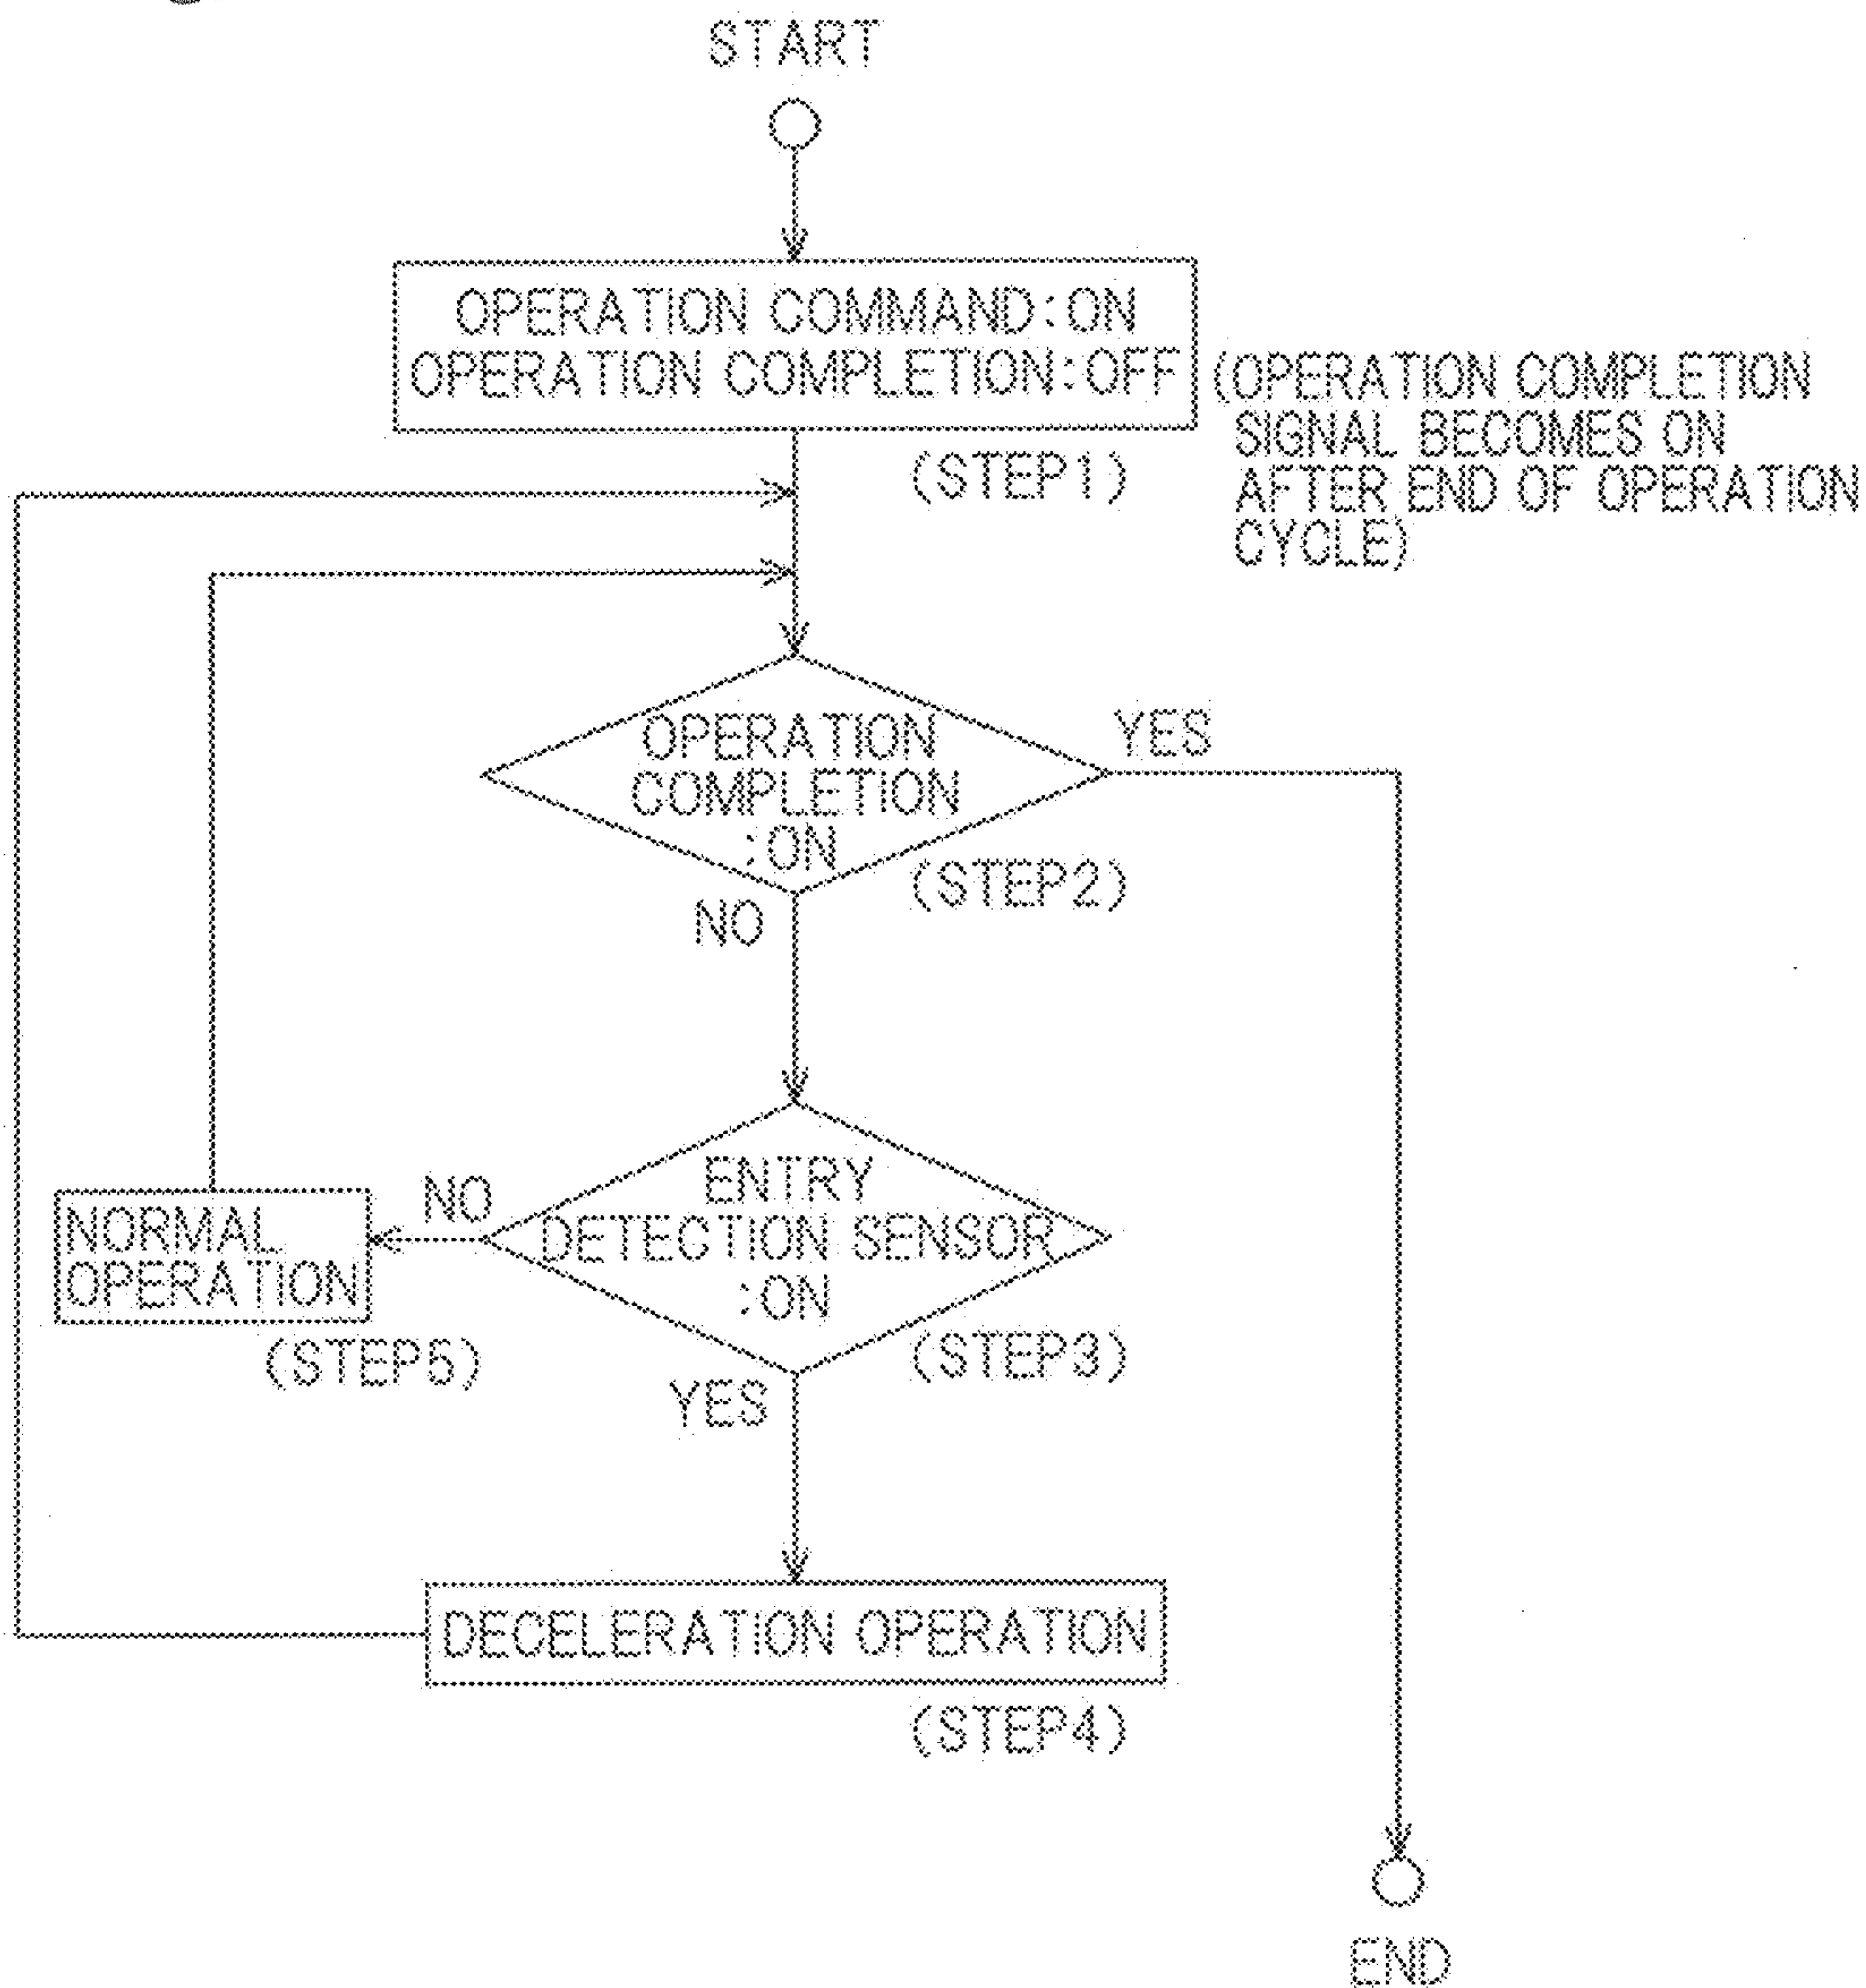 START
OPERATION COMMAND:ON
OPERATION COMPLETION:OFF
(OPERATION COMPLETION
SIGNAL BECOMES ON
AFTER END OF OPERATION
CYCLE)
(STEP1)
OPERATION
COMPLETION
:ON
YES
(STEP2)
NO
ENTRY
DETECTION SENSOR
:ON
NO
NORMAL
OPERATION
(STEP5)
(STEP3)
YES
DECELERATION OPERATION
(STEP4)
END